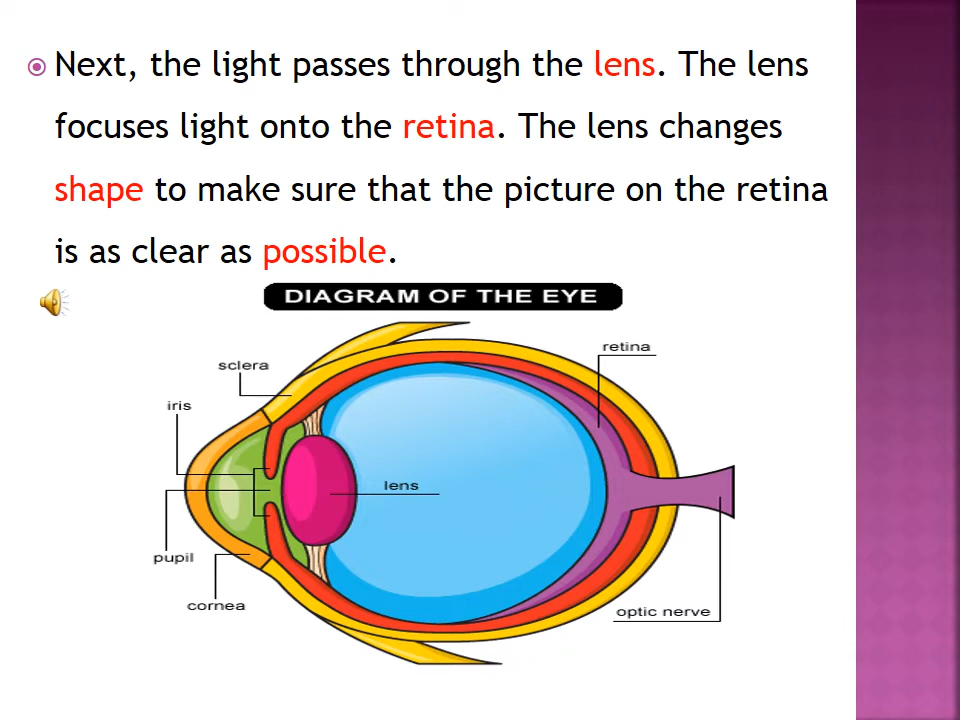 Next, the light passes through the lens. The lens
focuses light onto the retina. The lens changes
shape to make sure that the picture on the retina
is as clear as possible.
DIAGRAM OF THE EYE
retina
sclera
iris
lens
pupil
cornea
optic nerve